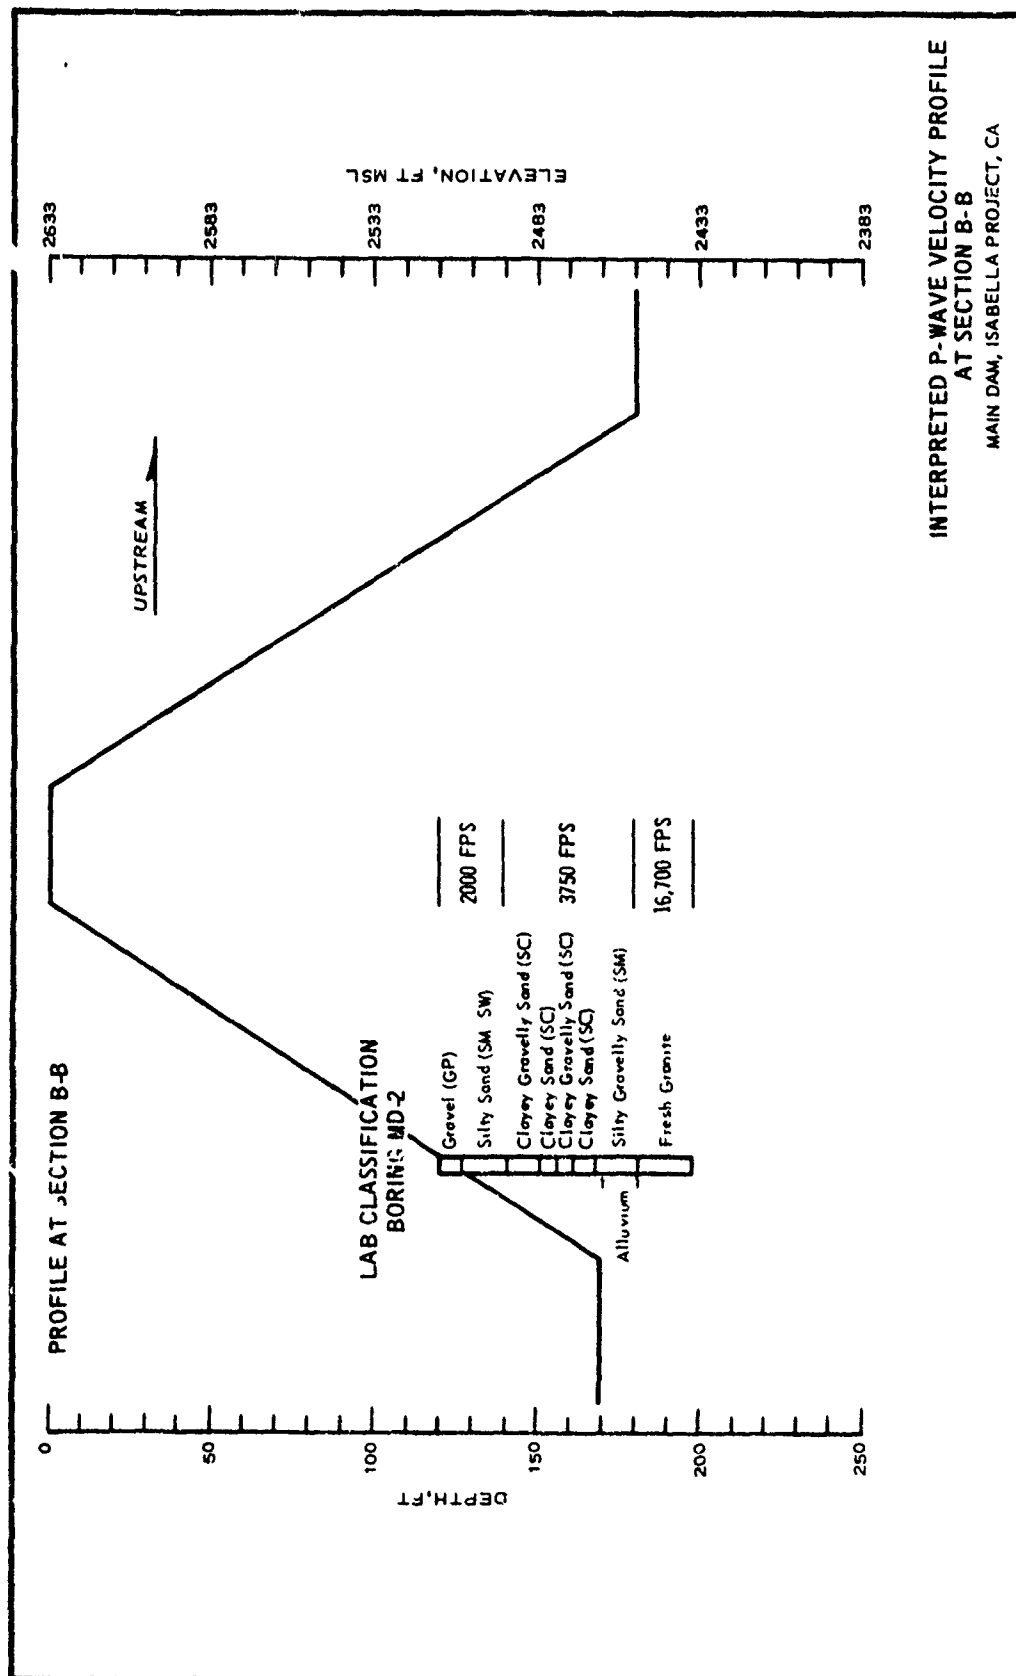 PROFILE AT SECTION B-B
UPSTREAM
DEPTH, FT
0
50
100
150
200
250
ELEVATION, FT MSL
2633
2583
2533
2483
2433
2383
LAB CLASSIFICATION
BORING MD-2
Gravel (GP)
Silty Sand (SM SW)
Clayey Gravelly Sand (SC)
Clayey Sand (SC)
Clayey Gravelly Sand (SC)
Clayey Sand (SC)
Silty Gravelly Sand (SM)
Fresh Granite
Alluvium
2000 FPS
3750 FPS
16,700 FPS
INTERPRETED P-WAVE VELOCITY PROFILE
AT SECTION B-B
MAIN DAM, ISABELLA PROJECT, CA